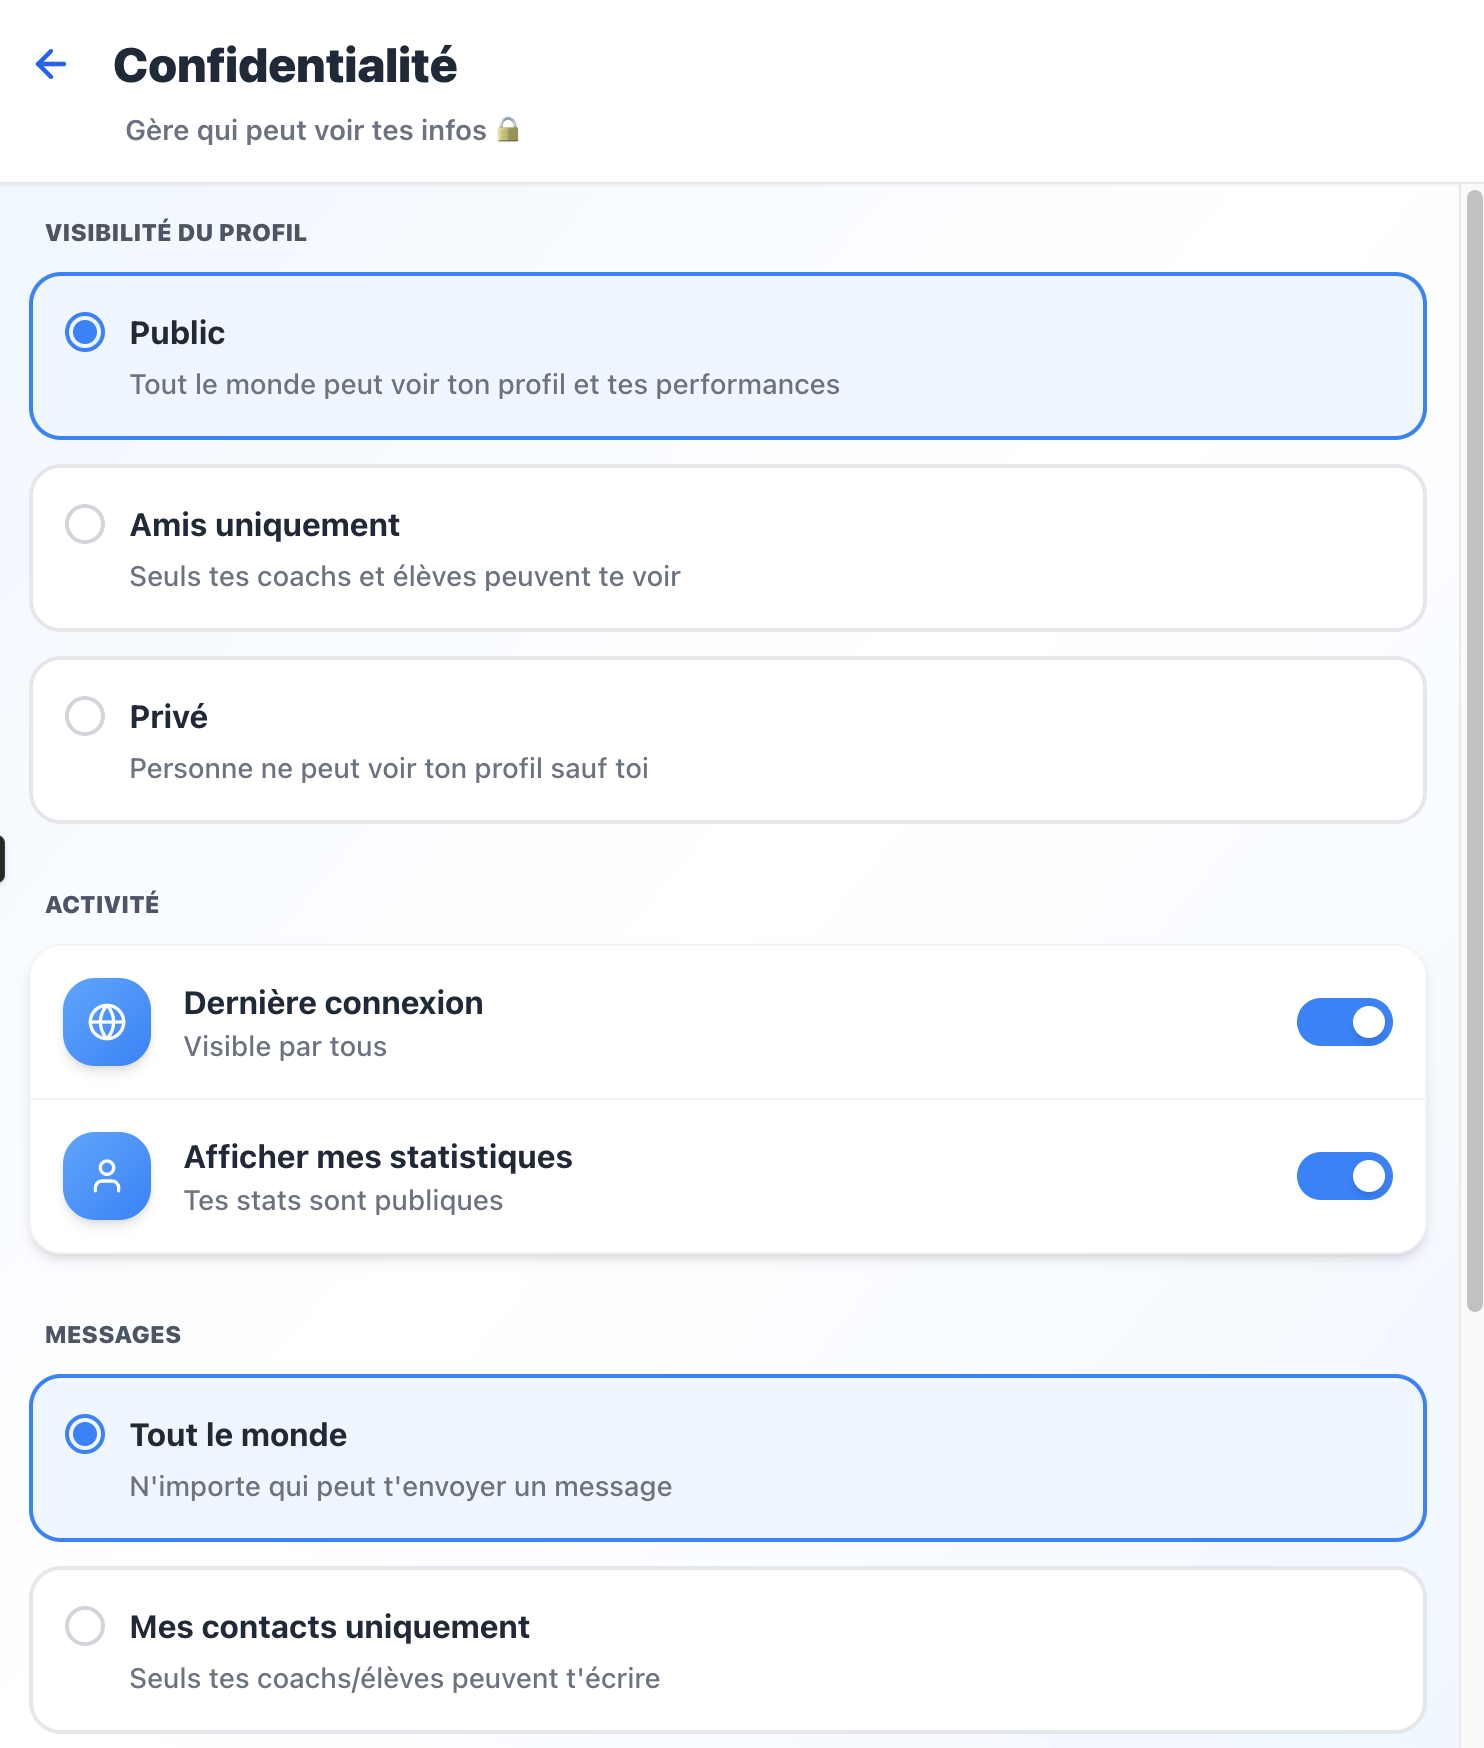 Confidentialité
Gère qui peut voir tes infos 🔒
VISIBILITÉ DU PROFIL
Public
Tout le monde peut voir ton profil et tes performances
Amis uniquement
Seuls tes coachs et élèves peuvent te voir
Privé
Personne ne peut voir ton profil sauf toi
ACTIVITÉ
Dernière connexion
Visible par tous
Afficher mes statistiques
Tes stats sont publiques
MESSAGES
Tout le monde
N'importe qui peut t'envoyer un message
Mes contacts uniquement
Seuls tes coachs/élèves peuvent t'écrire